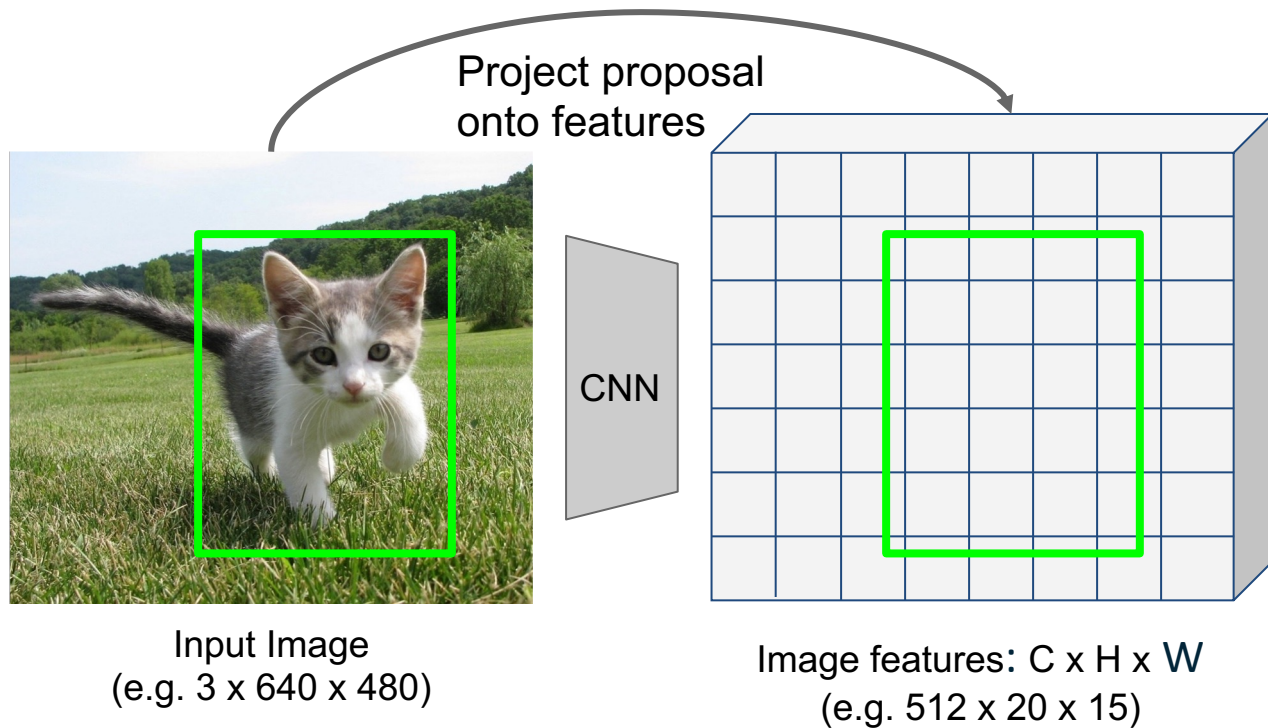 Project proposal
onto features
CNN
Input Image
(e.g. 3 x 640 x 480)
Image features: C x H x W
(e.g. 512 x 20 x 15)